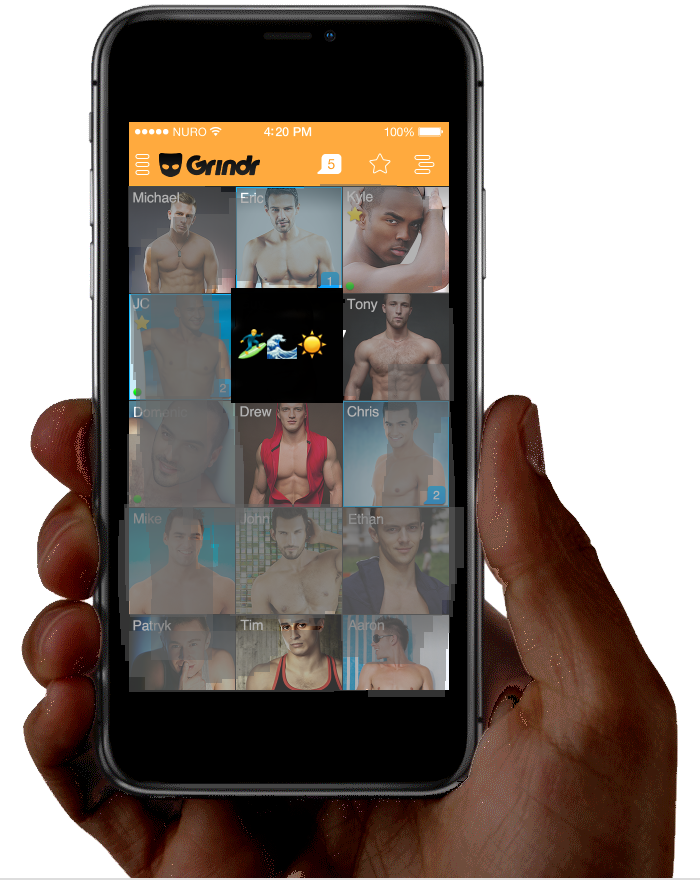 NURO 4:20 PM 100%
Grindr 5
Michael Eric Kyle
1
JC Tony
2
Drew Chris
2
Mike John Ethan
Patryk Tim Aaron